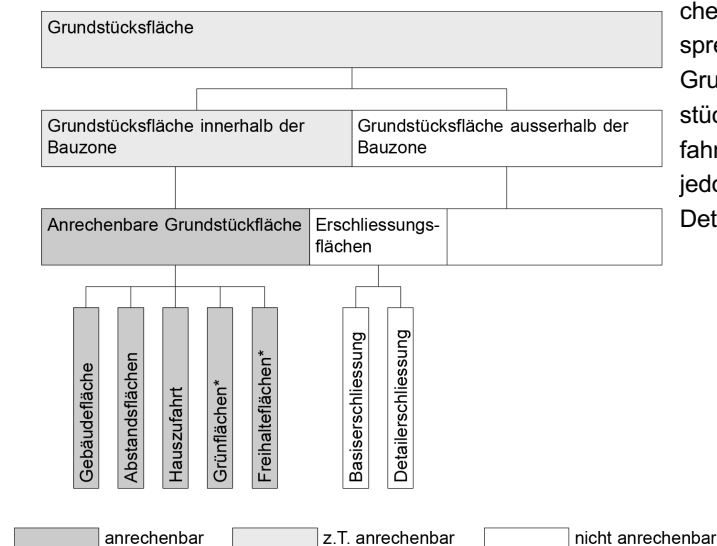 Grundstücksfläche
Grundstücksfläche innerhalb der
Bauzone
Grundstücksfläche ausserhalb der
Bauzone
Anrechenbare Grundstückfläche
Erschliessungs-
flächen
Gebäudefläche
Abstandsflächen
Hauszufahrt
Grünflächen*
Freihalteflächen*
Basiserschliessung
Detailerschliessung
anrechenbar
z.T. anrechenbar
nicht anrechenbar
che
spre
Gru
stüc
fahr
jedo
Det